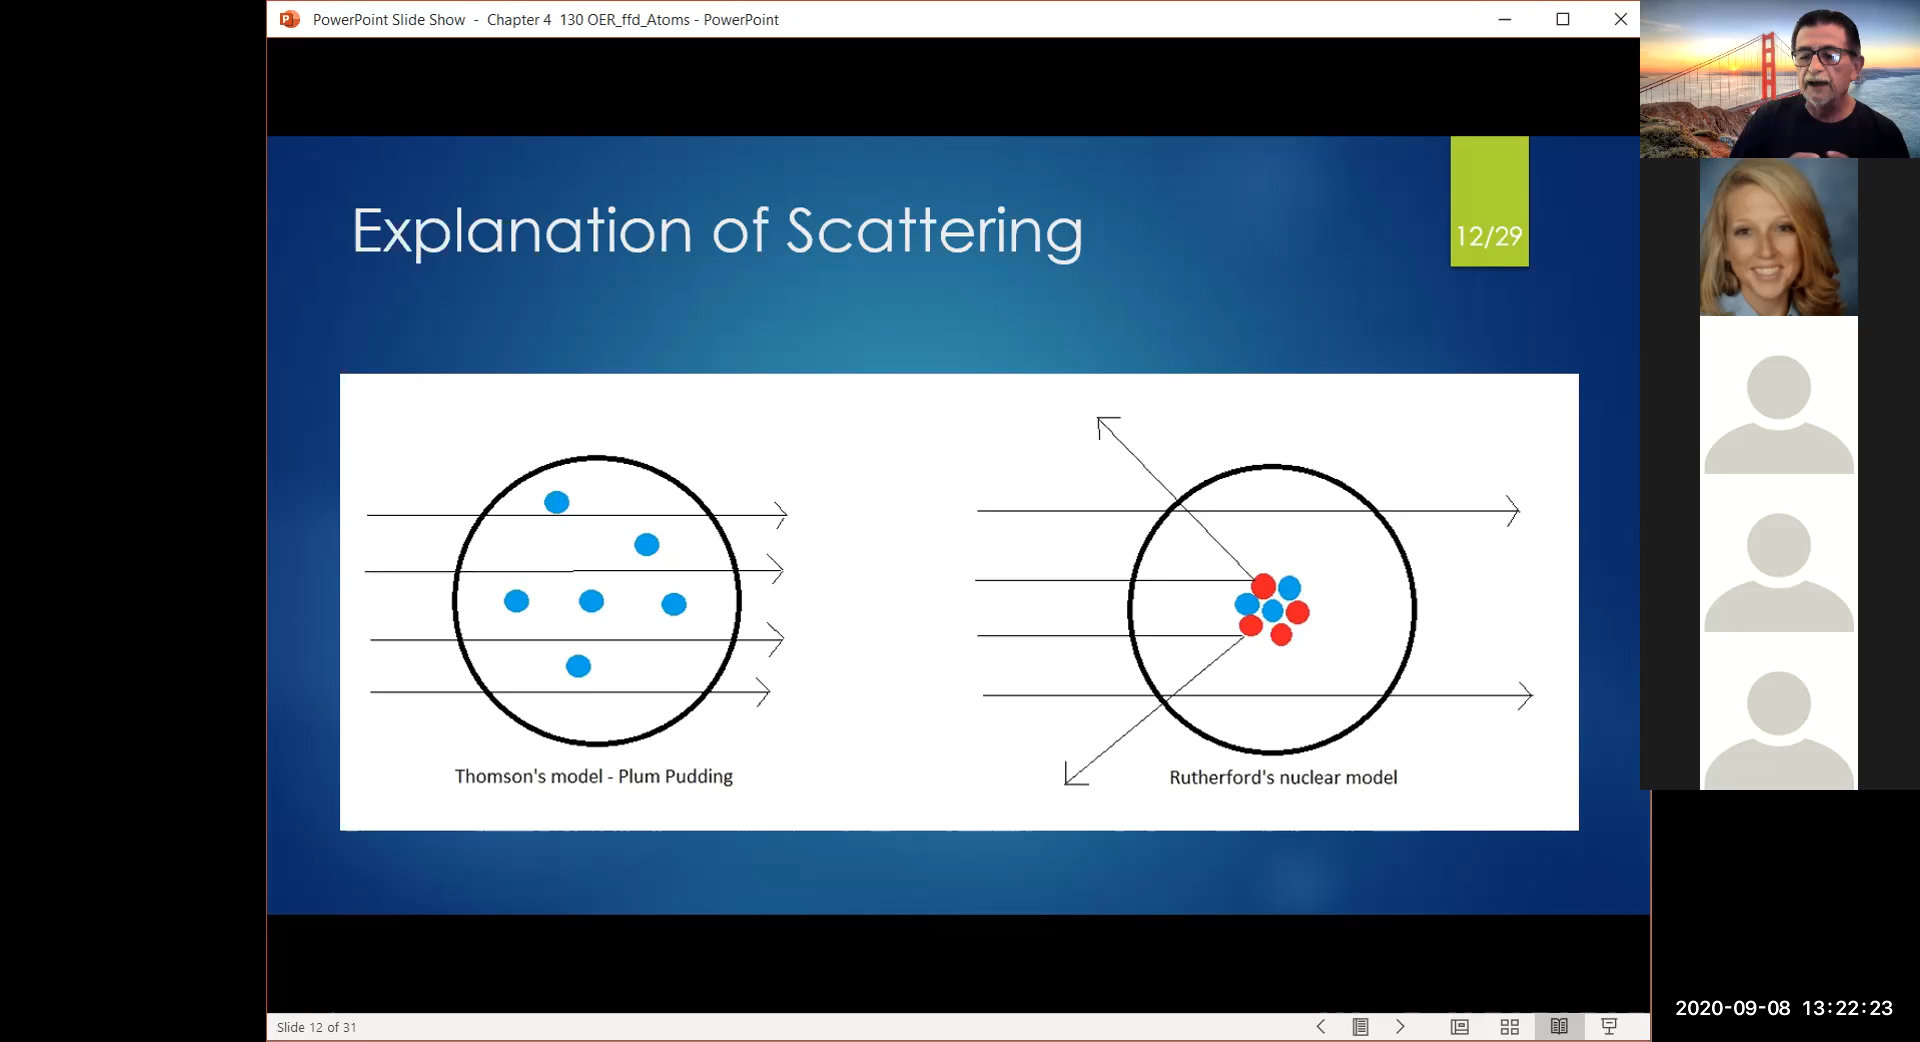 PowerPoint Slide Show - Chapter 4 130 OER_ffd_Atoms - PowerPoint
Explanation of Scattering
12/29
Thomson's model - Plum Pudding
Rutherford's nuclear model
Slide 12 of 31
2020-09-08 13:22:23